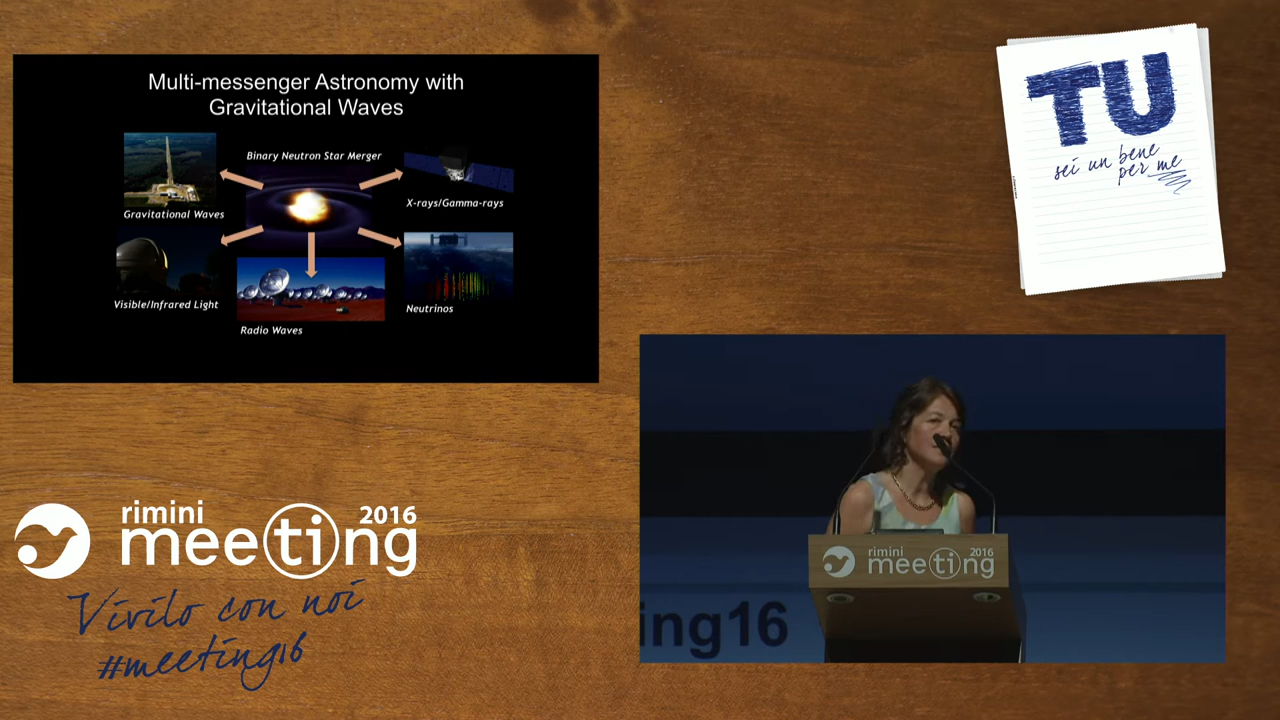 Multi-messenger Astronomy with
Gravitational Waves
Binary Neutron Star Merger
Gravitational Waves
X-rays/Gamma-rays
Visible/Infrared Light
Radio Waves
Neutrinos
TU
sei un bene
per me
rimini
meeting
2016
Vivilo con noi
#meeting16
rimini
meeting
2016
ing16